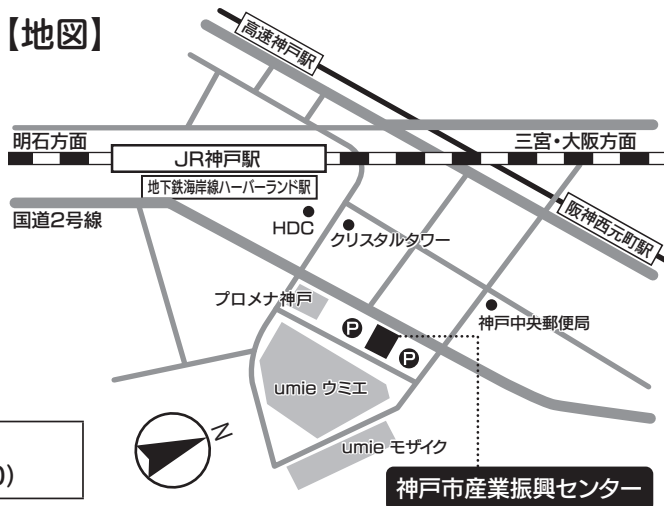 【地図】
高速神戸駅
明石方面
三宮・大阪方面
JR神戸駅
地下鉄海岸線ハーバーランド駅
国道2号線
HDC
クリスタルタワー
阪神西元町駅
プロメナ神戸
神戸中央郵便局
P
P
umie ウミエ
N
umie モザイク
0)
神戸市産業振興センター